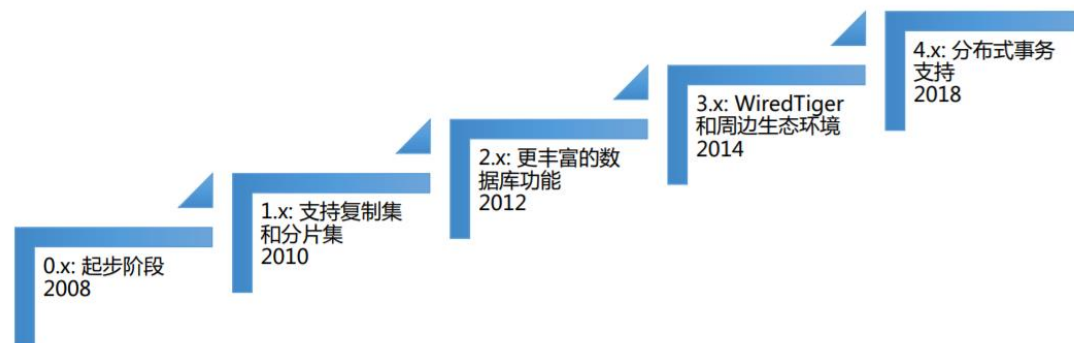 0.x: 起步阶段
2008
1.x: 支持复制集
和分片集
2010
2.x: 更丰富的数
据库功能
2012
3.x: WiredTiger
和周边生态环境
2014
4.x: 分布式事务
支持
2018